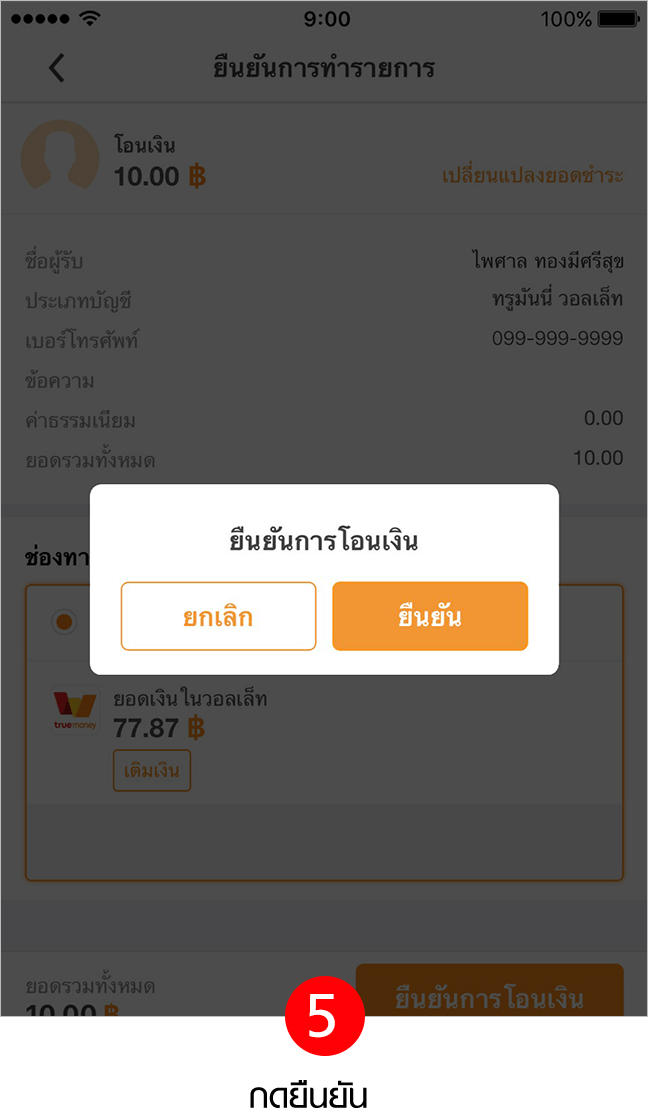 9:00 100%
ยืนยันการทำรายการ
โอนเงิน
10.00 ฿
เปลี่ยนแปลงยอดชำระ
ชื่อผู้รับ ไพศาล ทองมีศรีสุข
ประเภทบัญชี ทรูมันนี่ วอลเล็ท
เบอร์โทรศัพท์ 099-999-9999
ข้อความ
ค่าธรรมเนียม 0.00
ยอดรวมทั้งหมด 10.00
ยืนยันการโอนเงิน
ยกเลิก ยืนยัน
ช่องทา
ยอดเงินในวอลเล็ท
truemoney
77.87 ฿
เติมเงิน
ยอดรวมทั้งหมด
10.00 ฿
ยืนยันการโอนเงิน
5
กดยืนยัน